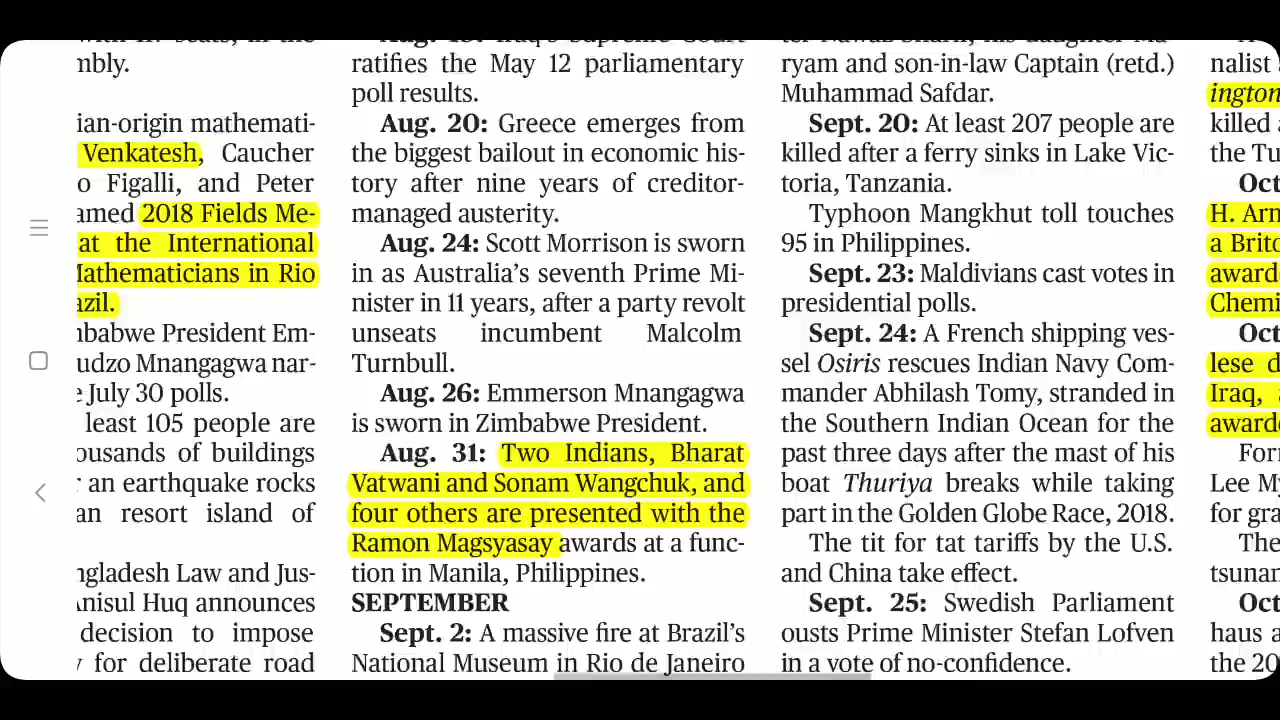 mbly.
ian-origin mathemati-
Venkatesh, Caucher
o Figalli, and Peter
amed 2018 Fields Me-
at the International
Mathematicians in Rio
azil.
nbabwe President Em-
udzo Mnangagwa nar-
e July 30 polls.
least 105 people are
ousands of buildings
r an earthquake rocks
an resort island of
ngladesh Law and Jus-
Anisul Huq announces
decision to impose
y for deliberate road
ratifies the May 12 parliamentary
poll results.
Aug. 20: Greece emerges from
the biggest bailout in economic his-
tory after nine years of creditor-
managed austerity.
Aug. 24: Scott Morrison is sworn
in as Australia's seventh Prime Mi-
nister in 11 years, after a party revolt
unseats incumbent Malcolm
Turnbull.
Aug. 26: Emmerson Mnangagwa
is sworn in Zimbabwe President.
Aug. 31: Two Indians, Bharat
Vatwani and Sonam Wangchuk, and
four others are presented with the
Ramon Magsyasay awards at a func-
tion in Manila, Philippines.
SEPTEMBER
Sept. 2: A massive fire at Brazil's
National Museum in Rio de Janeiro
ryam and son-in-law Captain (retd.)
Muhammad Safdar.
Sept. 20: At least 207 people are
killed after a ferry sinks in Lake Vic-
toria, Tanzania.
Typhoon Mangkhut toll touches
95 in Philippines.
Sept. 23: Maldivians cast votes in
presidential polls.
Sept. 24: A French shipping ves-
sel Osiris rescues Indian Navy Com-
mander Abhilash Tomy, stranded in
the Southern Indian Ocean for the
past three days after the mast of his
boat Thuriya breaks while taking
part in the Golden Globe Race, 2018.
The tit for tat tariffs by the U.S.
and China take effect.
Sept. 25: Swedish Parliament
ousts Prime Minister Stefan Lofven
in a vote of no-confidence.
nalist
ington
killed a
the Tu
Oct
H. Arn
a Brito
award
Chemi
Oct
lese d
Iraq,
awarde
Forn
Lee My
for gra
The
tsunan
Oct
haus a
the 20